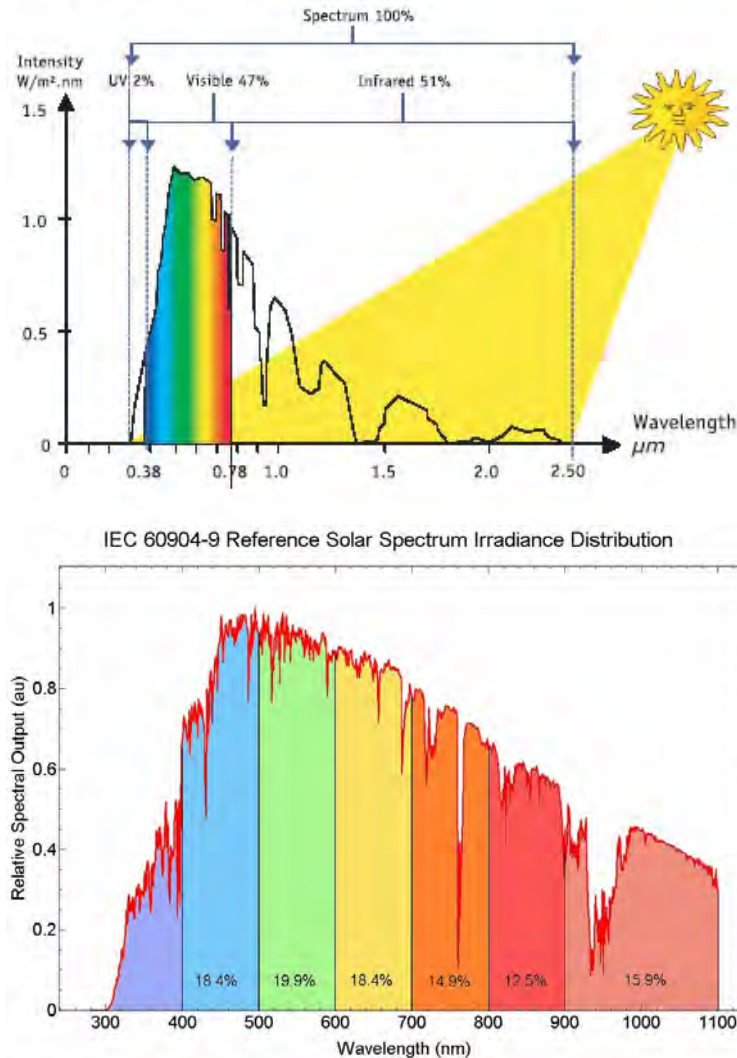 Spectrum 100%
Intensity
W/m².nm
UV 2%
Visible 47%
Infrared 51%
1.5
1.0
0.5
0
Wavelength
µm
0
0.38
0.78
1.0
1.5
2.0
2.50
IEC 60904-9 Reference Solar Spectrum Irradiance Distribution
Relative Spectral Output (au)
1
0.8
0.6
0.4
0.2
0
18.4%
19.9%
18.4%
14.9%
12.5%
15.9%
300
400
500
600
700
800
900
1000
1100
Wavelength (nm)